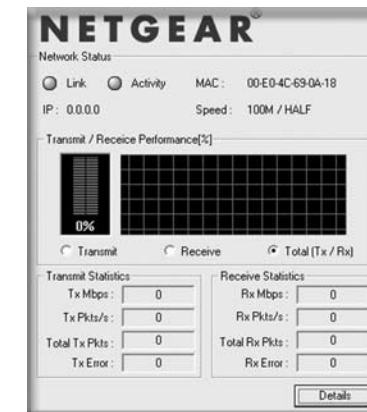 NETGEAR®
Network Status
Link Activity MAC : 00-E0-4C-69-0A-18
IP : 0.0.0.0 Speed : 100M / HALF
Transmit / Receice Performance[%]
0%
Transmit Receive Total (Tx / Rx)
Transmit Statistics Receive Statistics
Tx Mbps : 0 Rx Mbps : 0
Tx Pkts/s : 0 Rx Pkts/s : 0
Total Tx Pkts : 0 Total Rx Pkts : 0
Tx Error : 0 Rx Error : 0
Details